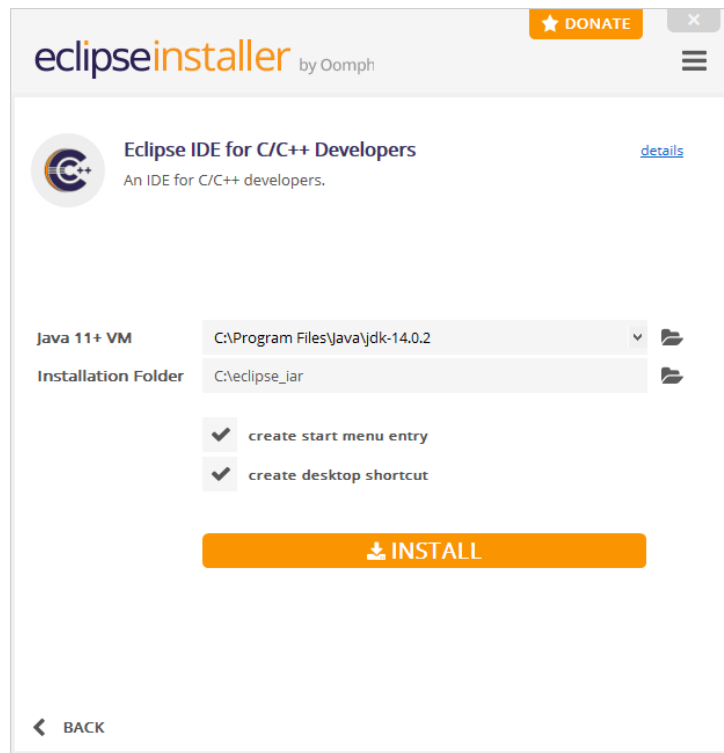 DONATE
eclipseinstaller by Oomph
C++
Eclipse IDE for C/C++ Developers
details
An IDE for C/C++ developers.
Java 11+ VM
C:\Program Files\Java\jdk-14.0.2
Installation Folder
C:\eclipse_iar
create start menu entry
create desktop shortcut
INSTALL
BACK